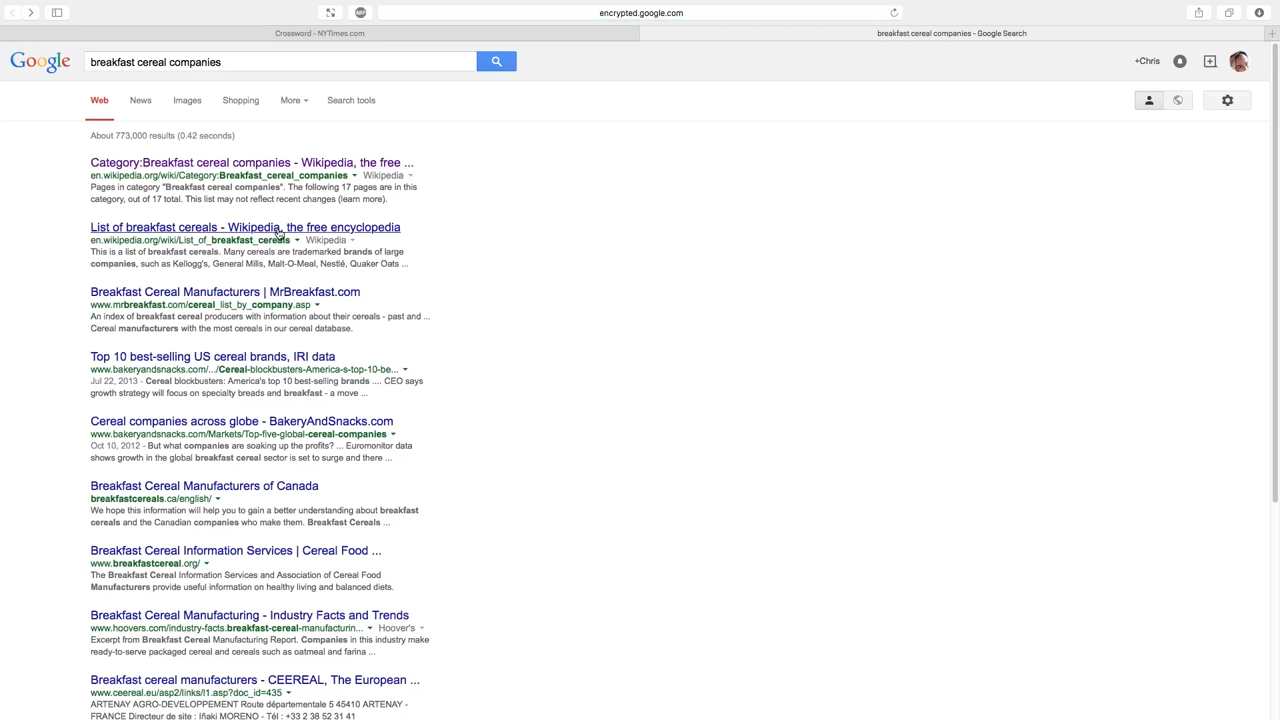 encrypted.google.com
Crossword - NYTimes.com
breakfast cereal companies - Google Search
Google
breakfast cereal companies
+Chris
Web News Images Shopping More Search tools
About 773,000 results (0.42 seconds)
Category:Breakfast cereal companies - Wikipedia, the free ...
en.wikipedia.org/wiki/Category:Breakfast_cereal_companies Wikipedia
Pages in category "Breakfast cereal companies". The following 17 pages are in this
category, out of 17 total. This list may not reflect recent changes (learn more).
List of breakfast cereals - Wikipedia, the free encyclopedia
en.wikipedia.org/wiki/List_of_breakfast_cereals Wikipedia
This is a list of breakfast cereals. Many cereals are trademarked brands of large
companies, such as Kellogg's, General Mills, Malt-O-Meal, Nestlé, Quaker Oats ...
Breakfast Cereal Manufacturers | MrBreakfast.com
www.mrbreakfast.com/cereal_list_by_company.asp
An index of breakfast cereal producers with information about their cereals - past and ...
Cereal manufacturers with the most cereals in our cereal database.
Top 10 best-selling US cereal brands, IRI data
www.bakeryandsnacks.com/.../Cereal-blockbusters-America-s-top-10-be...
Jul 22, 2013 - Cereal blockbusters: America's top 10 best-selling brands .... CEO says
growth strategy will focus on specialty breads and breakfast - a move ...
Cereal companies across globe - BakeryAndSnacks.com
www.bakeryandsnacks.com/Markets/Top-five-global-cereal-companies
Oct 10, 2012 - But what companies are soaking up the profits? ... Euromonitor data
shows growth in the global breakfast cereal sector is set to surge and there ...
Breakfast Cereal Manufacturers of Canada
breakfastcereals.ca/english/
We hope this information will help you to gain a better understanding about breakfast
cereals and the Canadian companies who make them. Breakfast Cereals ...
Breakfast Cereal Information Services | Cereal Food ...
www.breakfastcereal.org/
The Breakfast Cereal Information Services and Association of Cereal Food
Manufacturers provide useful information on healthy living and balanced diets.
Breakfast Cereal Manufacturing - Industry Facts and Trends
www.hoovers.com/industry-facts.breakfast-cereal-manufacturin... Hoover's
Excerpt from Breakfast Cereal Manufacturing Report. Companies in this industry make
ready-to-serve packaged cereal and cereals such as oatmeal and farina ...
Breakfast cereal manufacturers - CEEREAL, The European ...
www.ceereal.eu/asp2/links/l1.asp?doc_id=435
ARTENAY AGRO-DEVELOPPEMENT Route départementale 5 45410 ARTENAY -
FRANCE Directeur de site : Iñaki MORENO - Tél : +33 2 38 52 31 41